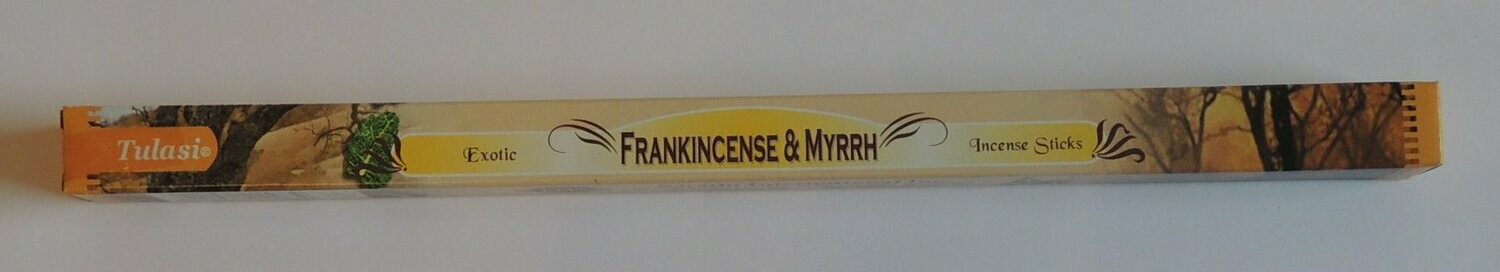 Tulasi®
Exotic
FRANKINCENSE & MYRRH
Incense Sticks